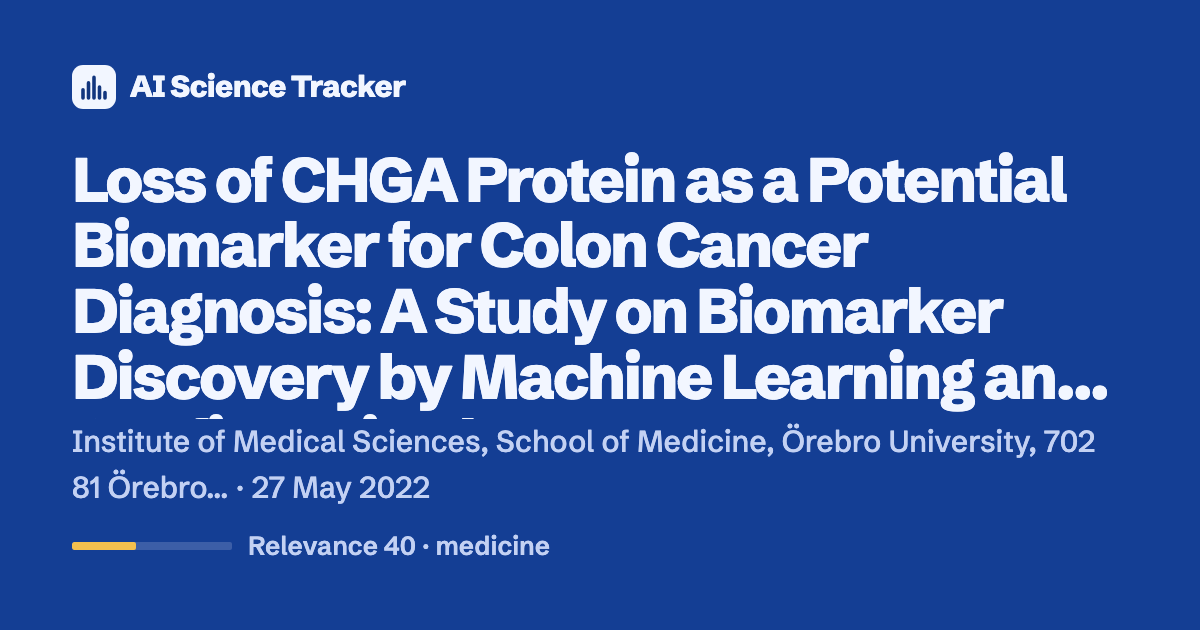 AI Science Tracker
Loss of CHGA Protein as a Potential
Biomarker for Colon Cancer
Diagnosis: A Study on Biomarker
Discovery by Machine Learning an...
Institute of Medical Sciences, School of Medicine, Örebro University, 702
81 Örebro... · 27 May 2022
Relevance 40 · medicine